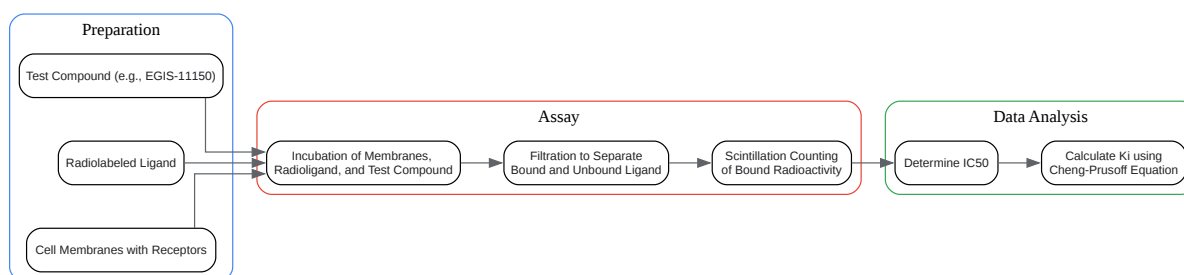 Preparation
Test Compound (e.g., EGIS-11150)
Radiolabeled Ligand
Cell Membranes with Receptors
Assay
Incubation of Membranes,
Radioligand, and Test Compound
Filtration to Separate
Bound and Unbound Ligand
Scintillation Counting
of Bound Radioactivity
Data Analysis
Determine IC50
Calculate Ki using
Cheng-Prusoff Equation